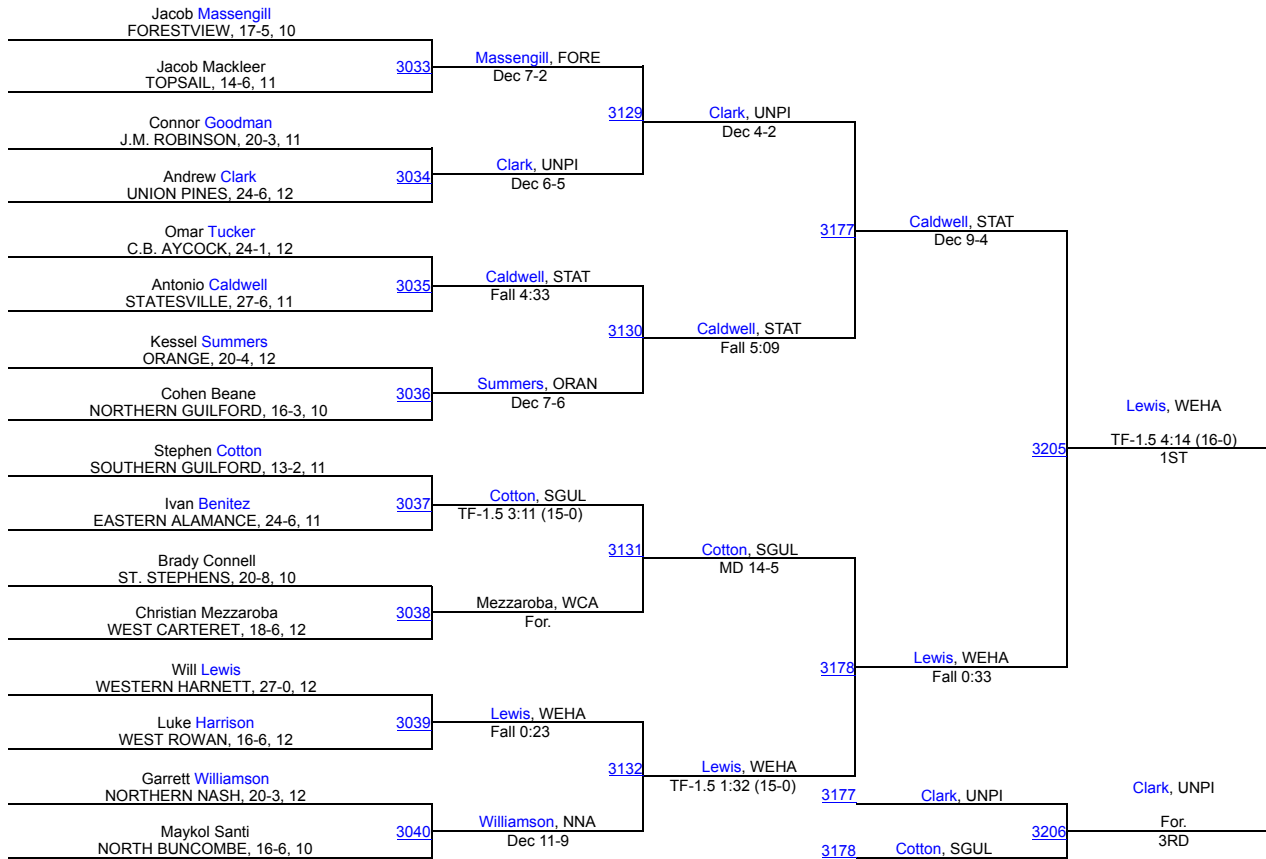 Jacob Massengill
FORESTVIEW, 17-5, 10
Jacob Mackleer
TOPSAIL, 14-6, 11
3033
Connor Goodman
J.M. ROBINSON, 20-3, 11
Andrew Clark
UNION PINES, 24-6, 12
3034
Omar Tucker
C.B. AYCOCK, 24-1, 12
Antonio Caldwell
STATESVILLE, 27-6, 11
3035
Kessel Summers
ORANGE, 20-4, 12
Cohen Beane
NORTHERN GUILFORD, 16-3, 10
3036
Stephen Cotton
SOUTHERN GUILFORD, 13-2, 11
Ivan Benitez
EASTERN ALAMANCE, 24-6, 11
3037
Brady Connell
ST. STEPHENS, 20-8, 10
Christian Mezzaroba
WEST CARTERET, 18-6, 12
3038
Will Lewis
WESTERN HARNETT, 27-0, 12
Luke Harrison
WEST ROWAN, 16-6, 12
3039
Garrett Williamson
NORTHERN NASH, 20-3, 12
Maykol Santi
NORTH BUNCOMBE, 16-6, 10
3040
Massengill, FORE
Dec 7-2
3129
Clark, UNPI
Dec 6-5
Caldwell, STAT
Fall 4:33
3130
Summers, ORAN
Dec 7-6
Cotton, SGUL
TF-1.5 3:11 (15-0)
3131
Mezzaroba, WCA
For.
Lewis, WEHA
Fall 0:23
3132
Williamson, NNA
Dec 11-9
Clark, UNPI
Dec 4-2
3177
Caldwell, STAT
Fall 5:09
Cotton, SGUL
MD 14-5
3178
Lewis, WEHA
TF-1.5 1:32 (15-0)
Caldwell, STAT
Dec 9-4
3205
Lewis, WEHA
Fall 0:33
Lewis, WEHA
TF-1.5 4:14 (16-0)
1ST
3177
Clark, UNPI
3206
3178
Cotton, SGUL
Clark, UNPI
For.
3RD